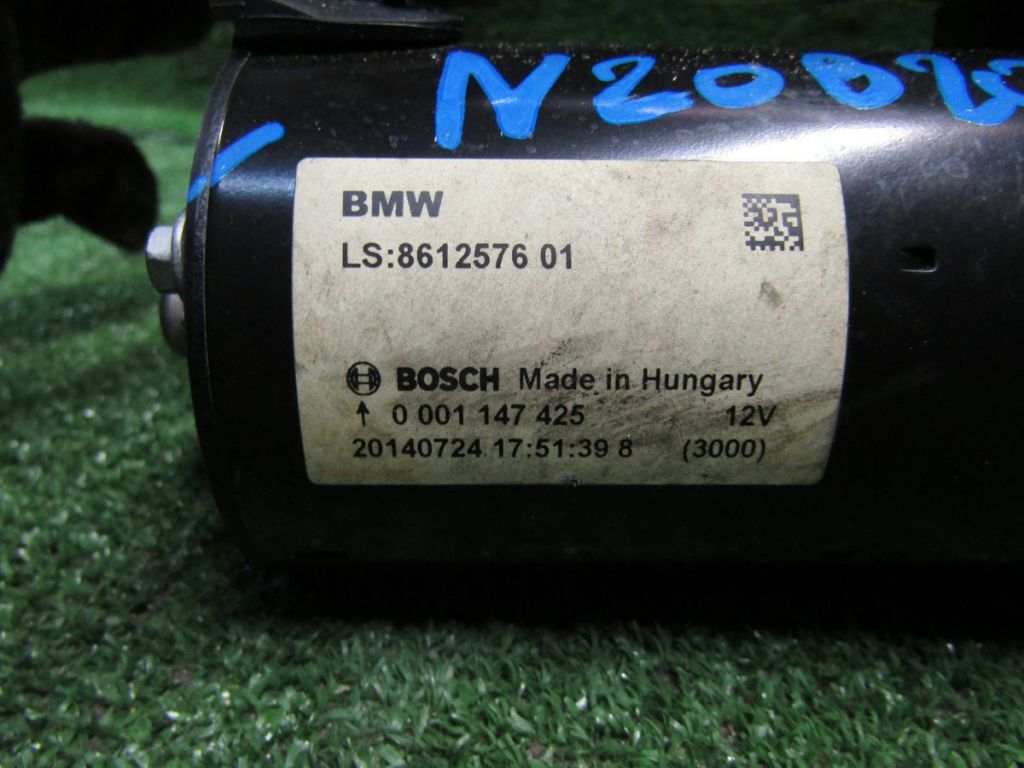 N20B20
BMW
LS:8612576 01
BOSCH Made in Hungary
↑ 0 001 147 425 12V
20140724 17:51:39 8 (3000)